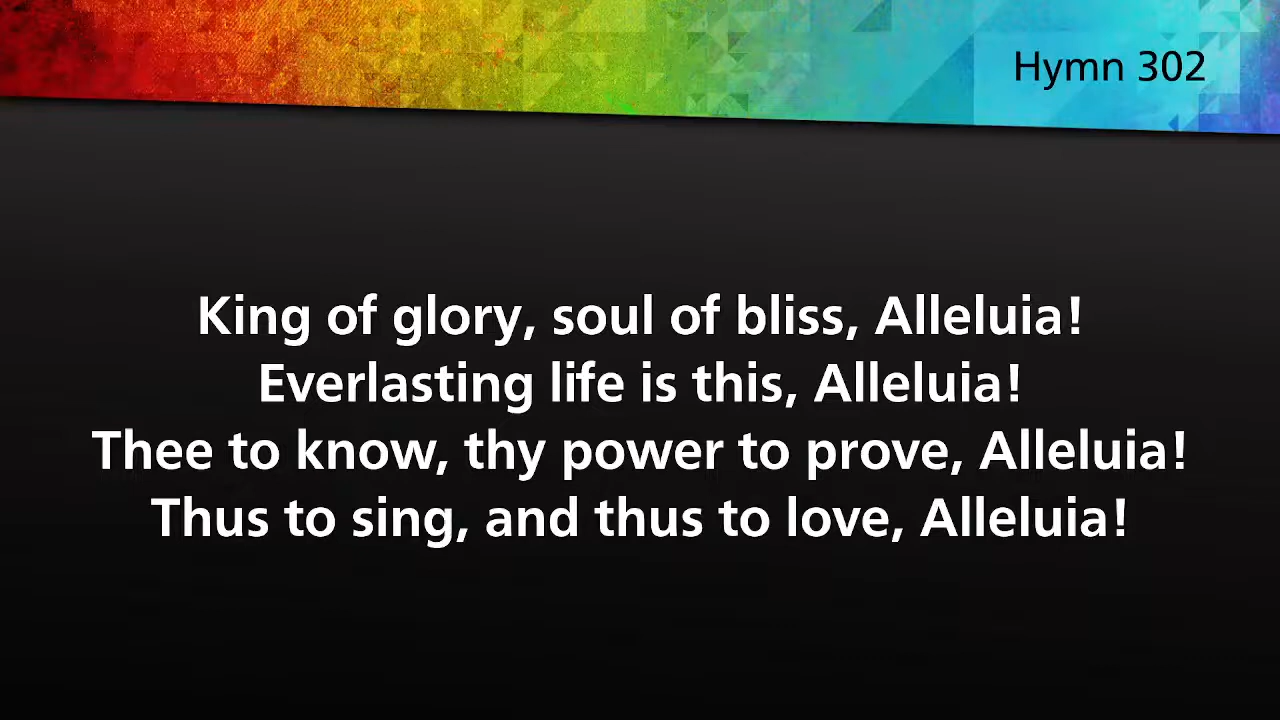 Hymn 302
King of glory, soul of bliss, Alleluia!
Everlasting life is this, Alleluia!
Thee to know, thy power to prove, Alleluia!
Thus to sing, and thus to love, Alleluia!